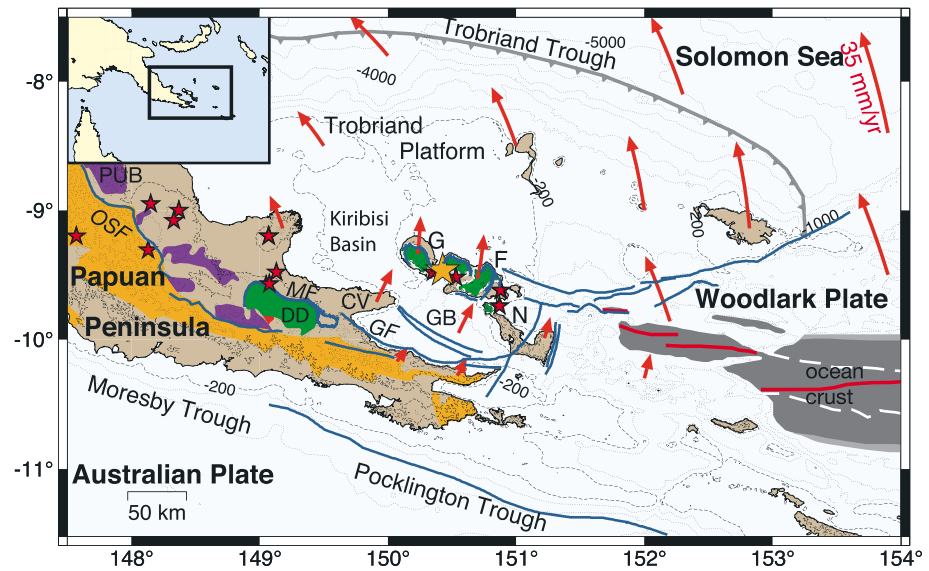 Trobriand Trough
-5000
Solomon Sea
35 mm/yr
-4000
-8°
Trobriand
Platform
PUB
-200
-9°
OSF
Kiribisi
Basin
G
F
-200
-1000
Papuan
MF
CV
DD
GB
N
Woodlark Plate
Peninsula
GF
-10°
ocean
crust
-200
-200
Moresby Trough
-11°
Australian Plate
Pocklington Trough
50 km
148°
149°
150°
151°
152°
153°
154°